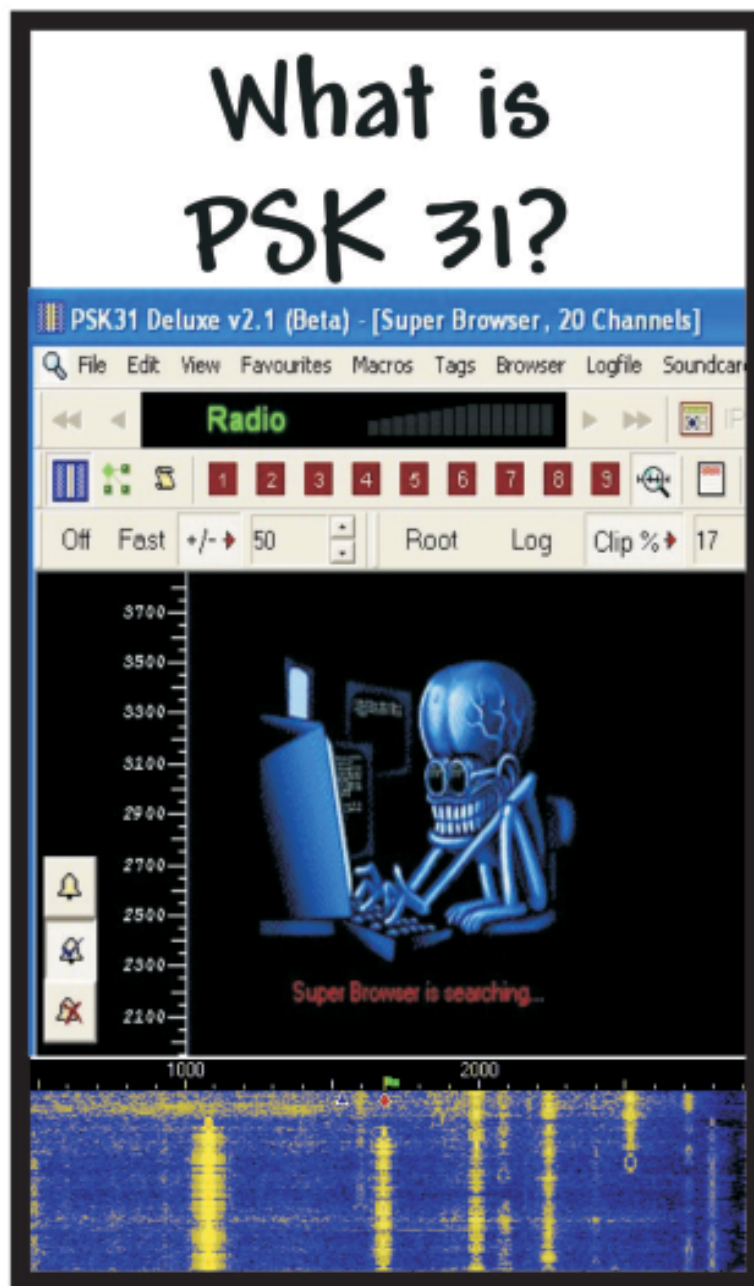 What is
PSK 31?
PSK31 Deluxe v2.1 (Beta) - [Super Browser, 20 Channels]
File Edit View Favourites Macros Tags Browser Logfile Soundcard
Radio
1 2 3 4 5 6 7 8 9
Off Fast +/- 50 Root Log Clip % 17
3700
3500
3300
3100
2900
2700
2500
2300
2100
Super Browser is searching...
1000 2000